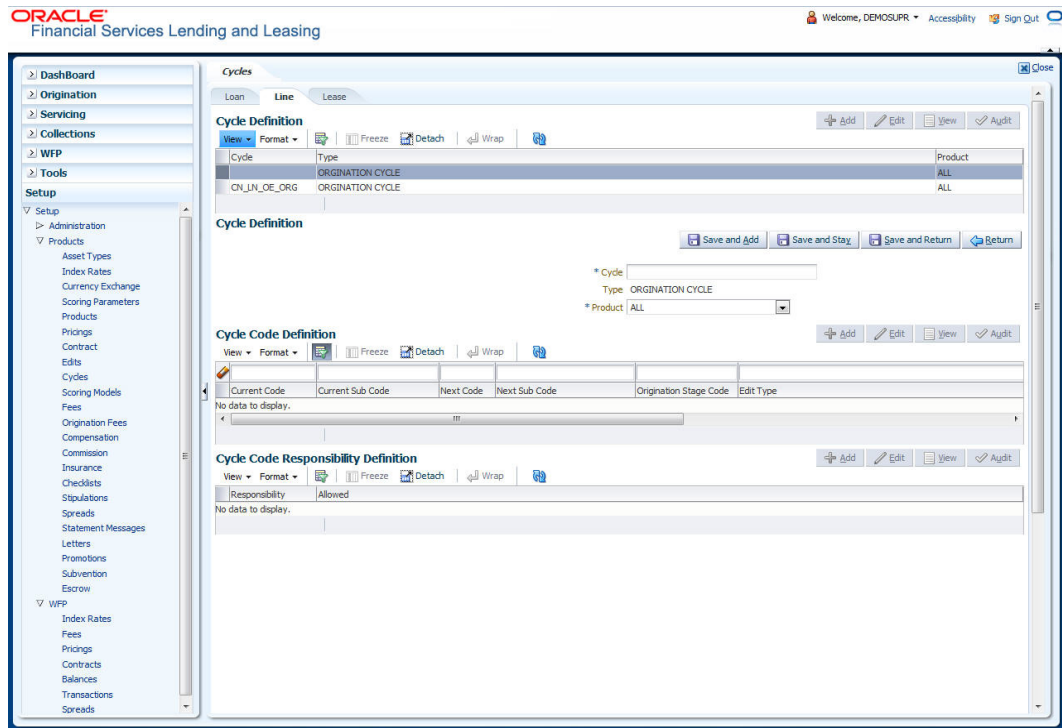 ORACLE
Financial Services Lending and Leasing
Welcome, DEMOSUPR
Accessibility
Sign Out
Close
DashBoard
Origination
Servicing
Collections
WFP
Tools
Setup
Setup
Administration
Products
Asset Types
Index Rates
Currency Exchange
Scoring Parameters
Products
Pricings
Contract
Edits
Cycles
Scoring Models
Fees
Origination Fees
Compensation
Commission
Insurance
Checklists
Stipulations
Spreads
Statement Messages
Letters
Promotions
Subvention
Escrow
WFP
Index Rates
Fees
Pricings
Contracts
Balances
Transactions
Spreads
Cycles
Loan Line Lease
Cycle Definition
Add Edit View Audit
View Format Freeze Detach Wrap
Cycle Type Product
ORGINATION CYCLE ALL
CN_LN_OE_ORG ORGINATION CYCLE ALL
Cycle Definition
Save and Add Save and Stay Save and Return Return
* Cycle
Type ORGINATION CYCLE
* Product ALL
Cycle Code Definition
Add Edit View Audit
View Format Freeze Detach Wrap
Current Code Current Sub Code Next Code Next Sub Code Origination Stage Code Edit Type
No data to display.
Cycle Code Responsibility Definition
Add Edit View Audit
View Format Freeze Detach Wrap
Responsibility Allowed
No data to display.